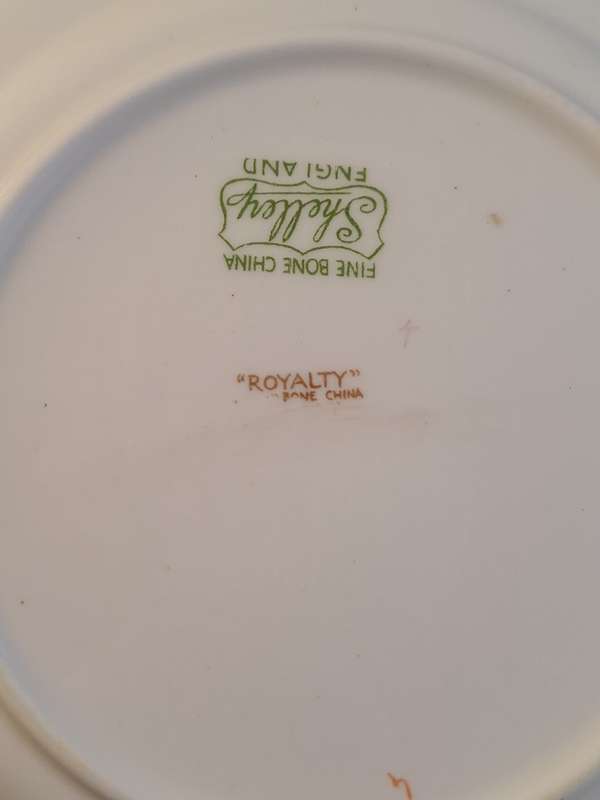 FINE BONE CHINA
Shelley
ENGLAND
"ROYALTY"
BONE CHINA